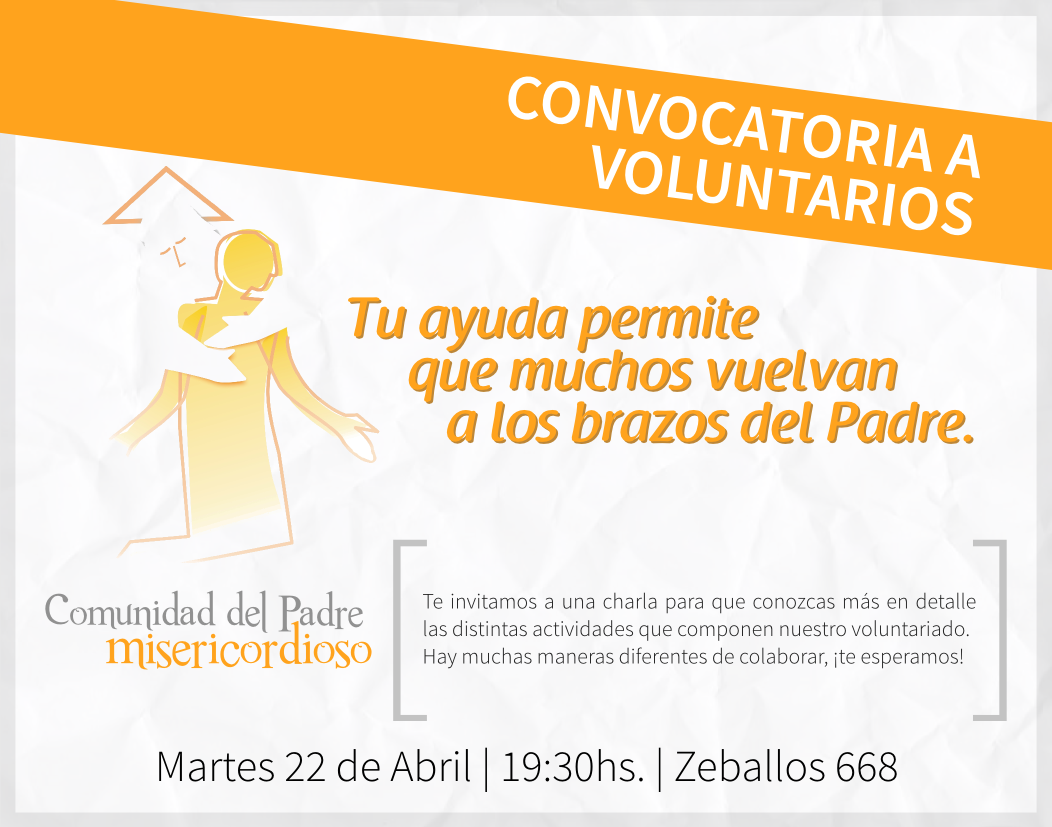 CONVOCATORIA A
VOLUNTARIOS
Tu ayuda permite
que muchos vuelvan
a los brazos del Padre.
Comunidad del Padre
misericordioso
Te invitamos a una charla para que conozcas más en detalle
las distintas actividades que componen nuestro voluntariado.
Hay muchas maneras diferentes de colaborar, ¡te esperamos!
Martes 22 de Abril | 19:30hs. | Zeballos 668